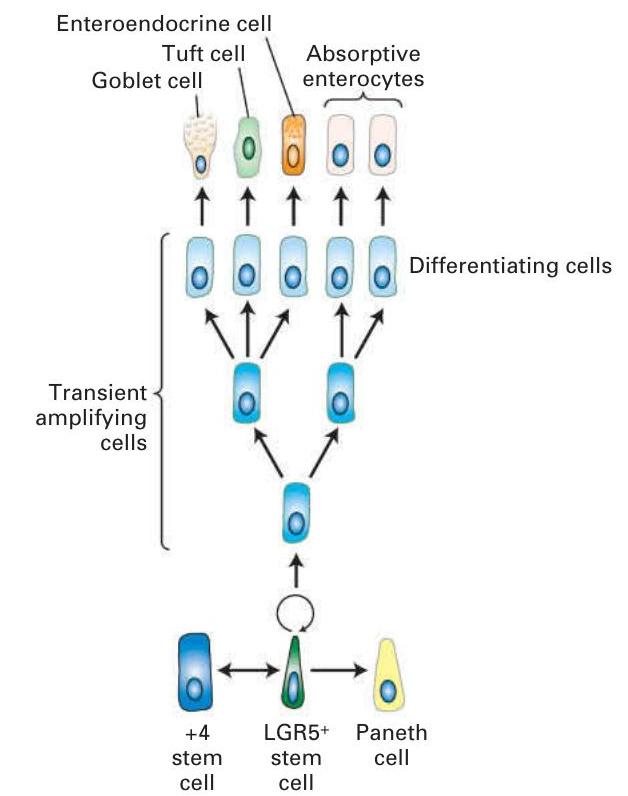 Enteroendocrine cell
Tuft cell
Goblet cell
Absorptive
enterocytes
Differentiating cells
Transient
amplifying
cells
+4
stem
cell
LGR5⁺
stem
cell
Paneth
cell